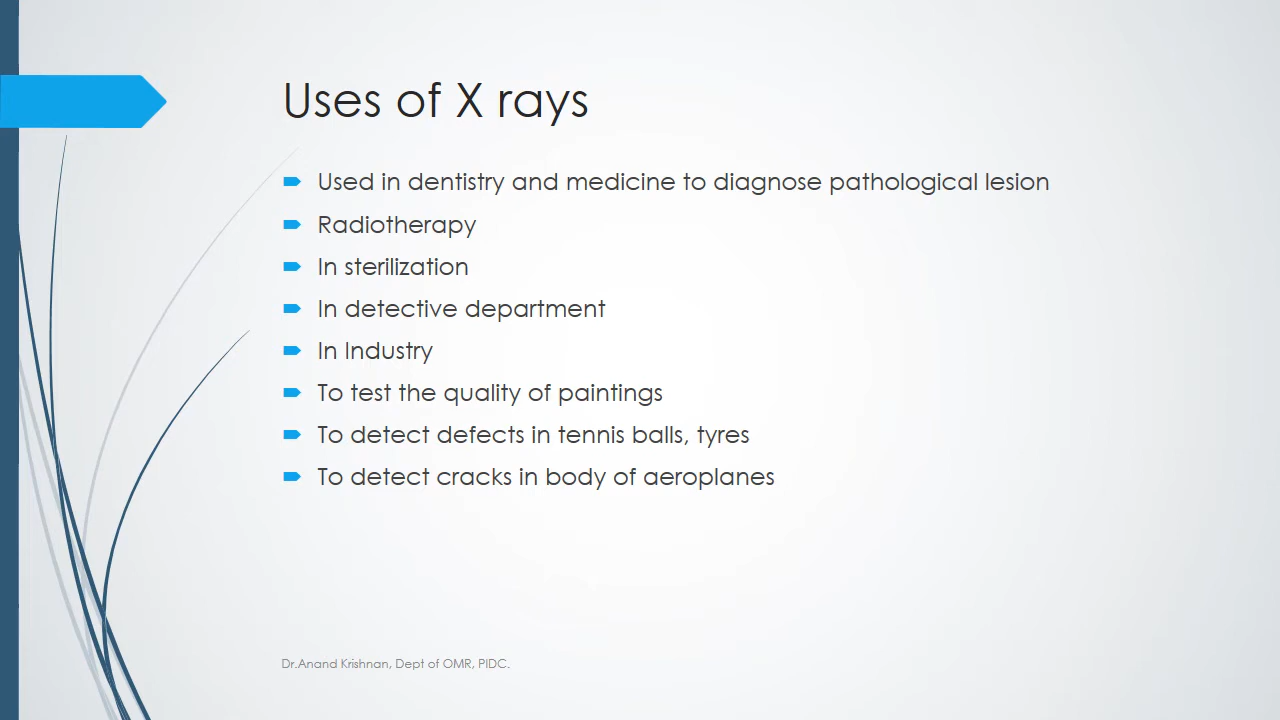 Uses of X rays
Used in dentistry and medicine to diagnose pathological lesion
Radiotherapy
In sterilization
In detective department
In Industry
To test the quality of paintings
To detect defects in tennis balls, tyres
To detect cracks in body of aeroplanes
Dr.Anand Krishnan, Dept of OMR, PIDC.